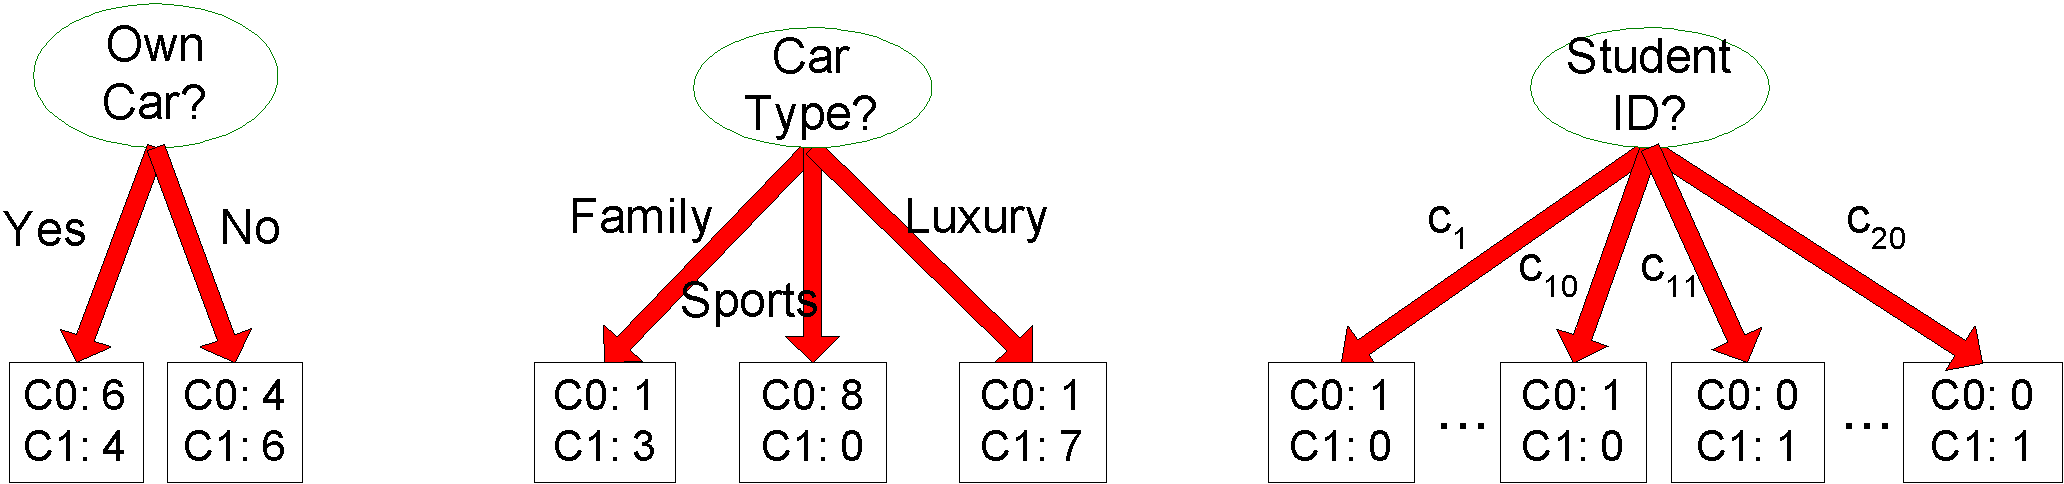 Own
Car?
Yes
No
C0: 6
C1: 4
C0: 4
C1: 6
Car
Type?
Family
Sports
Luxury
C0: 1
C1: 3
C0: 8
C1: 0
C0: 1
C1: 7
Student
ID?
c1
c10
c11
c20
C0: 1
C1: 0
...
C0: 1
C1: 0
C0: 0
C1: 1
...
C0: 0
C1: 1